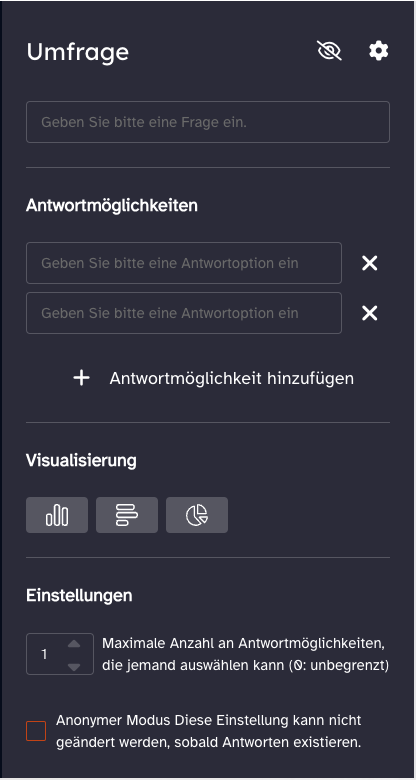 Umfrage
Geben Sie bitte eine Frage ein.
Antwortmöglichkeiten
Geben Sie bitte eine Antwortoption ein
Geben Sie bitte eine Antwortoption ein
Antwortmöglichkeit hinzufügen
Visualisierung
Einstellungen
1 Maximale Anzahl an Antwortmöglichkeiten,
die jemand auswählen kann (0: unbegrenzt)
Anonymer Modus Diese Einstellung kann nicht
geändert werden, sobald Antworten existieren.